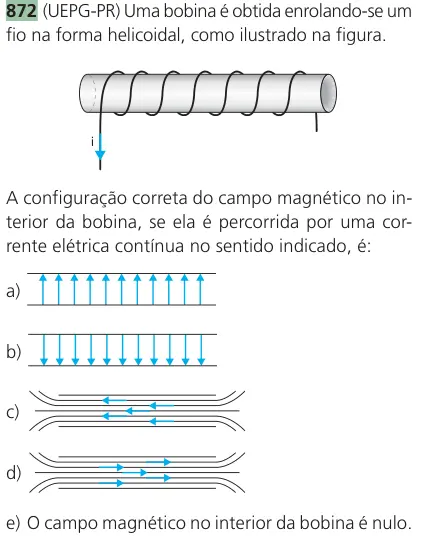 872 (UEPG-PR) Uma bobina é obtida enrolando-se um
fio na forma helicoidal, como ilustrado na figura.
i
A configuração correta do campo magnético no in-
terior da bobina, se ela é percorrida por uma cor-
rente elétrica contínua no sentido indicado, é:
a)
b)
c)
d)
e) O campo magnético no interior da bobina é nulo.